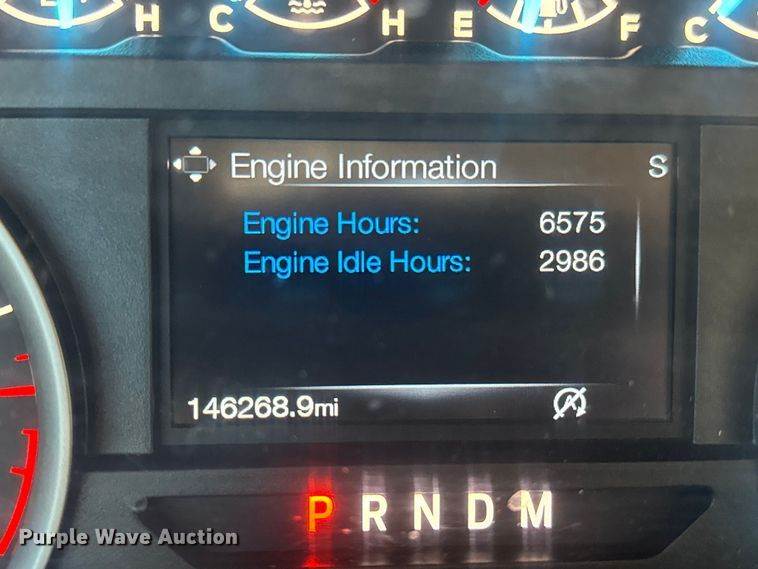 H C H E F C
Engine Information S
Engine Hours: 6575
Engine Idle Hours: 2986
146268.9mi
P R N D M
Purple Wave Auction